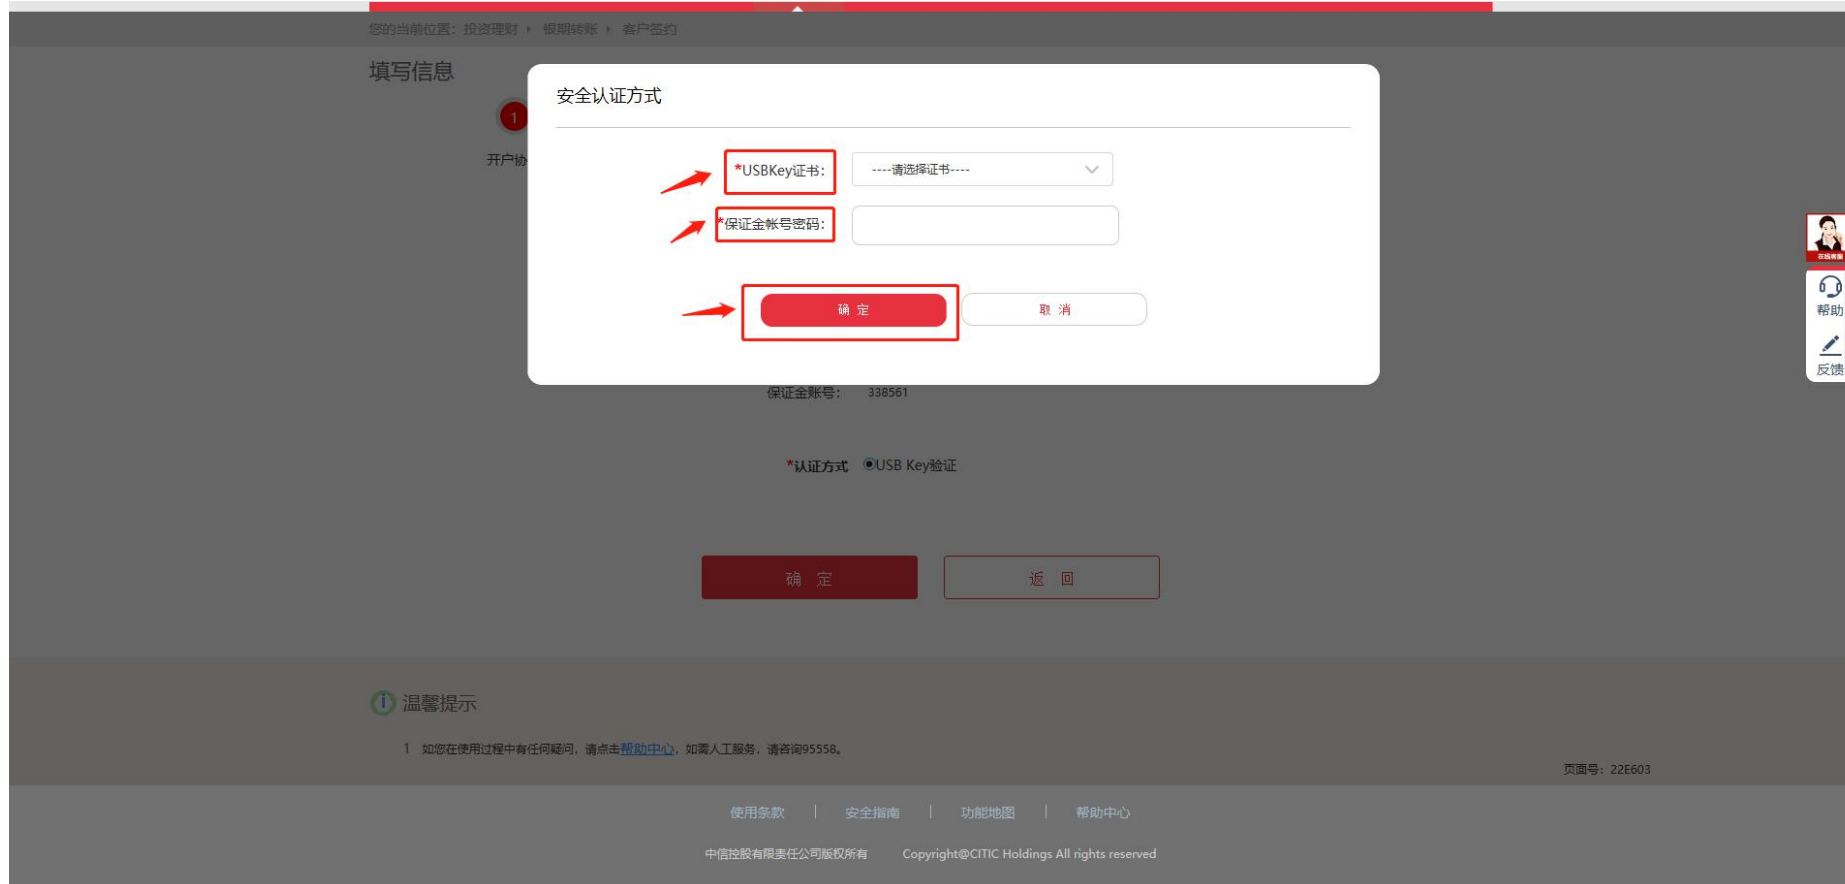 您的当前位置：投资理财 › 银期转账 › 客户签约
填写信息
1
开户协
安全认证方式
*USBKey证书：
----请选择证书----
*保证金帐号密码：
确 定
取 消
保证金账号： 338561
*认证方式 USB Key验证
确 定
返 回
温馨提示
1 如您在使用过程中有任何疑问，请点击帮助中心，如需人工服务，请咨询95558。
页面号：22E603
使用条款 | 安全指南 | 功能地图 | 帮助中心
中信控股有限责任公司版权所有 Copyright@CITIC Holdings All rights reserved
在线客服
帮助
反馈